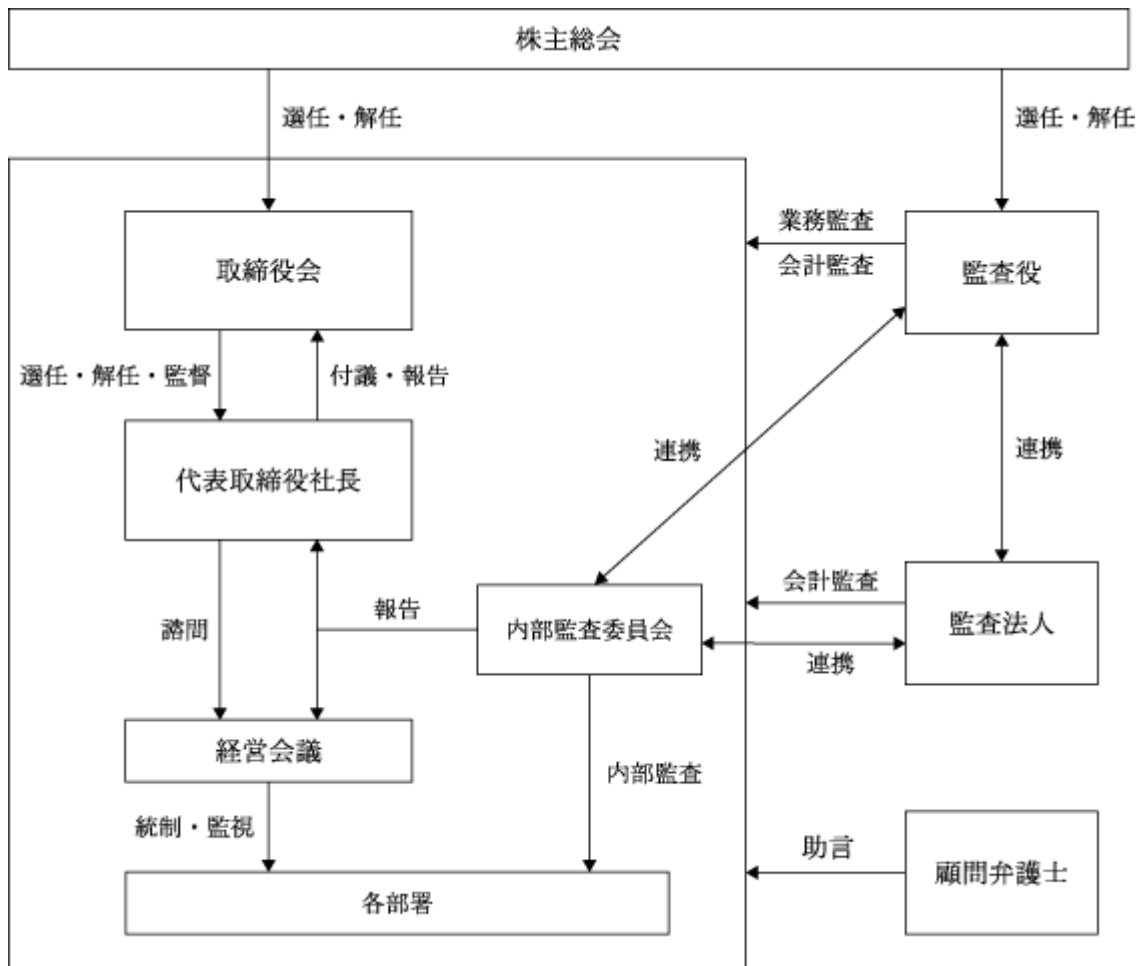 株主総会
選任・解任
選任・解任
取締役会
業務監査
会計監査
監査役
選任・解任・監督
付議・報告
連携
連携
代表取締役社長
諮問
報告
内部監査委員会
会計監査
連携
監査法人
経営会議
内部監査
統制・監視
助言
顧問弁護士
各部署